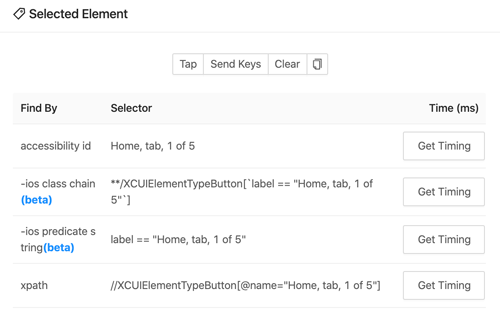 Selected Element
Tap Send Keys Clear
Find By Selector Time (ms)
accessibility id Home, tab, 1 of 5 Get Timing
-ios class chain **/XCUIElementTypeButton[`label == "Home, tab, 1 of
(beta) 5"`] Get Timing
-ios predicate s
tring(beta) label == "Home, tab, 1 of 5" Get Timing
xpath //XCUIElementTypeButton[@name="Home, tab, 1 of 5"] Get Timing